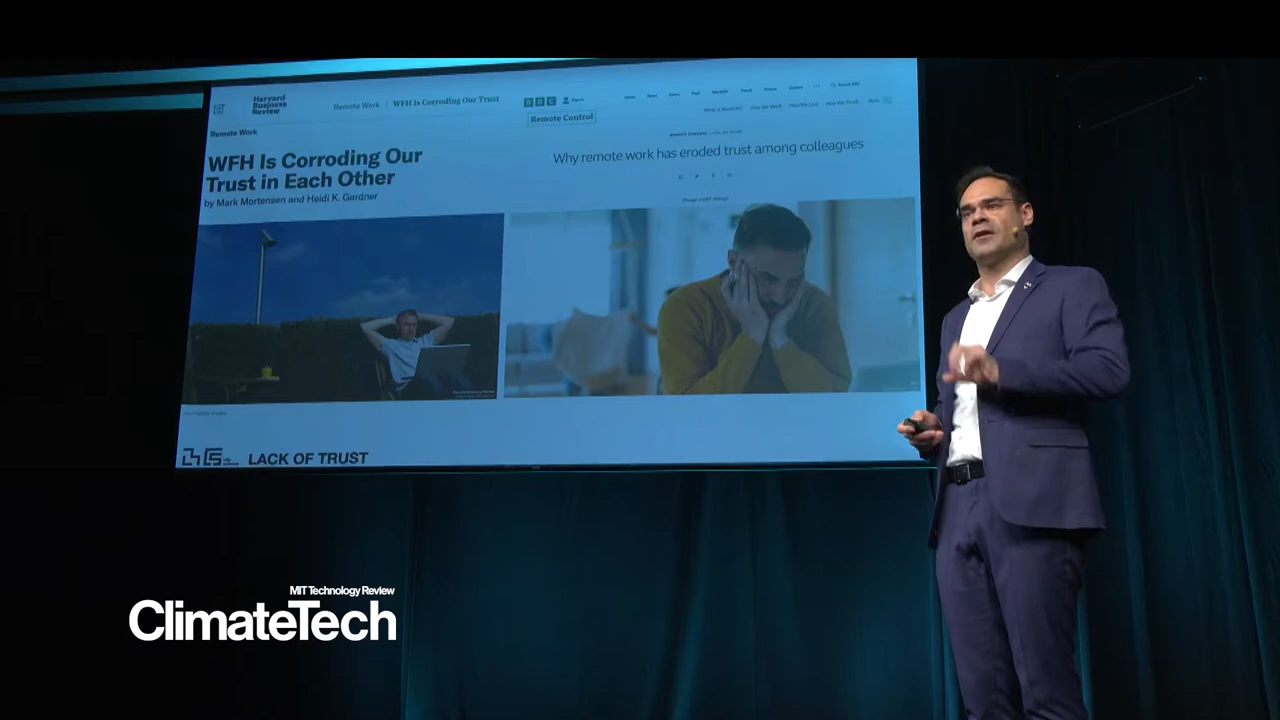 Harvard
Business
Review
Remote Work
WFH Is Corroding Our Trust
Remote Work
WFH Is Corroding Our
Trust in Each Other
by Mark Mortensen and Heidi K. Gardner
BBC
Sign in
Remote Control
Why remote work has eroded trust among colleagues
LACK OF TRUST
MIT Technology Review
ClimateTech